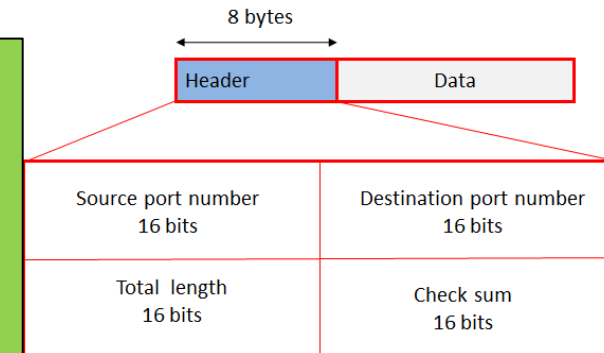 8 bytes
Header
Data
Source port number
16 bits
Destination port number
16 bits
Total length
16 bits
Check sum
16 bits